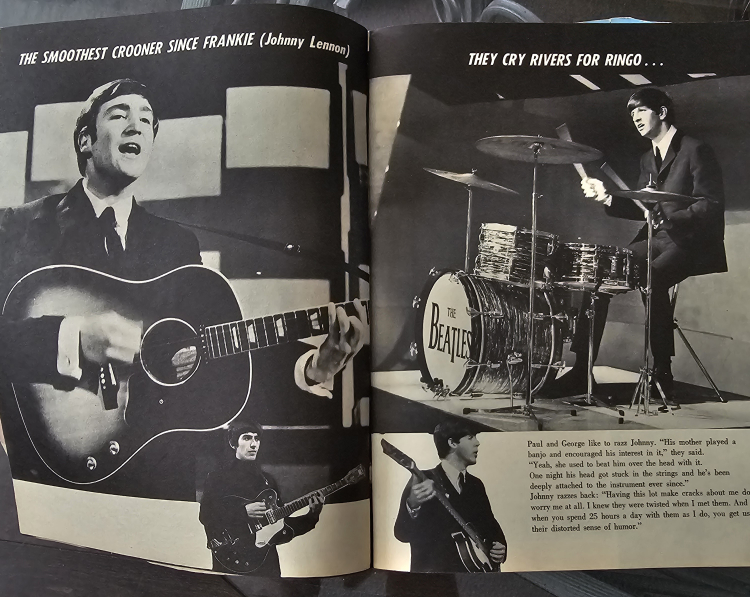 THE SMOOTHEST CROONER SINCE FRANKIE (Johnny Lennon)
THEY CRY RIVERS FOR RINGO...
THE
BEATLES
Paul and George like to razz Johnny. "His mother played a
banjo and encouraged his interest in it," they said.
"Yeah, she used to beat him over the head with it.
One night his head got stuck in the strings and he's been
deeply attached to the instrument ever since."
Johnny razzes back: "Having this lot make cracks about me do
worry me at all. I knew they were twisted when I met them. And
when you spend 25 hours a day with them as I do, you get us
their distorted sense of humor."